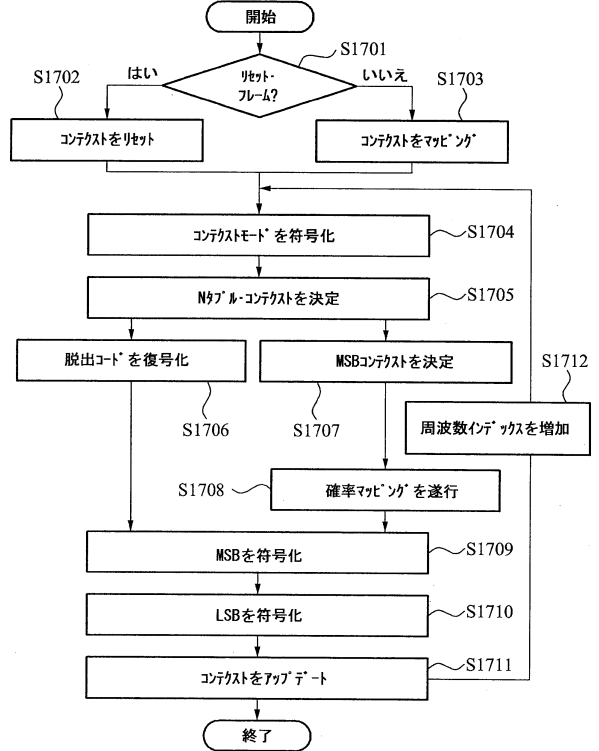 開始
S1701
はい
ﾘｾｯﾄ・
ﾌﾚｰﾑ?
いいえ
S1702
S1703
ｺﾝﾃｸｽﾄをﾘｾｯﾄ
ｺﾝﾃｸｽﾄをﾏｯﾋﾟﾝｸﾞ
ｺﾝﾃｸｽﾄﾓｰﾄﾞを符号化
S1704
Nﾀﾌﾟﾙ-ｺﾝﾃｸｽﾄを決定
S1705
脱出ｺｰﾄﾞを復号化
MSBｺﾝﾃｸｽﾄを決定
S1712
S1706
S1707
周波数ｲﾝﾃﾞｯｸｽを増加
S1708
確率ﾏｯﾋﾟﾝｸﾞを遂行
MSBを符号化
S1709
LSBを符号化
S1710
ｺﾝﾃｸｽﾄをｱｯﾌﾟﾃﾞｰﾄ
S1711
終了